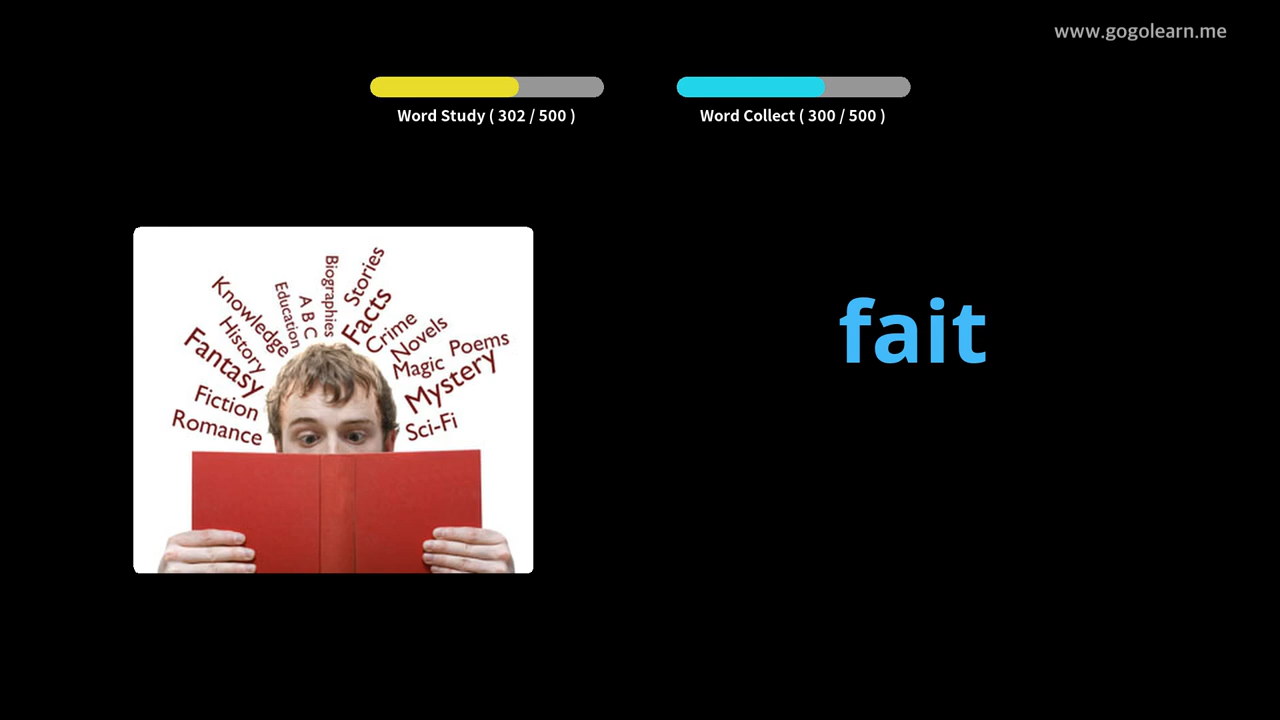 www.gogolearn.me
Word Study ( 302 / 500 )
Word Collect ( 300 / 500 )
Knowledge
Education
A B C
Biographies
Stories
Facts
Crime
Novels
Poems
History
Magic
Fantasy
Mystery
Fiction
Romance
Sci-Fi
fait